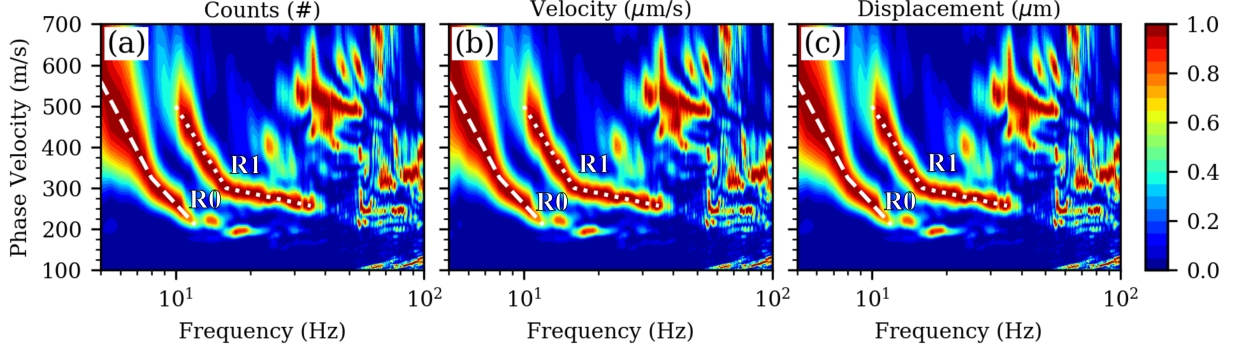 Counts (#)
Velocity (μm/s)
Displacement (μm)
(a)
(b)
(c)
Phase Velocity (m/s)
700
600
500
400
300
200
100
R0
R1
R0
R1
R0
R1
10¹
10²
10¹
10²
10¹
10²
Frequency (Hz)
Frequency (Hz)
Frequency (Hz)
1.0
0.8
0.6
0.4
0.2
0.0